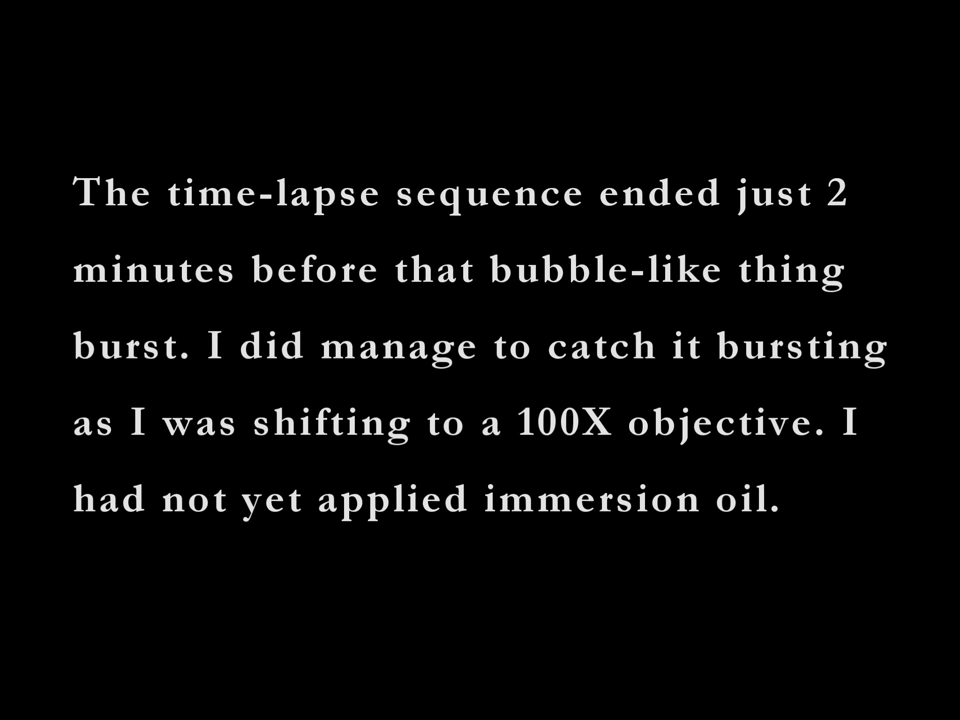 The time-lapse sequence ended just 2
minutes before that bubble-like thing
burst. I did manage to catch it bursting
as I was shifting to a 100X objective. I
had not yet applied immersion oil.